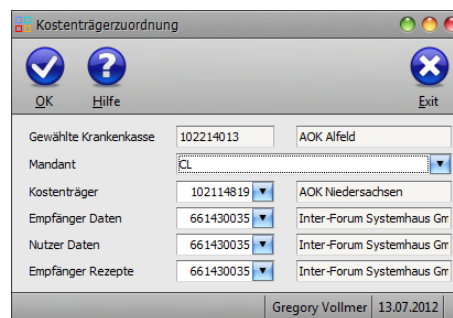 Kostenträgerzuordnung
OK Hilfe Exit
Gewählte Krankenkasse 102214013 AOK Alfeld
Mandant CL
Kostenträger 102114819 AOK Niedersachsen
Empfänger Daten 661430035 Inter-Forum Systemhaus Gm
Nutzer Daten 661430035 Inter-Forum Systemhaus Gm
Empfänger Rezepte 661430035 Inter-Forum Systemhaus Gm
Gregory Vollmer 13.07.2012